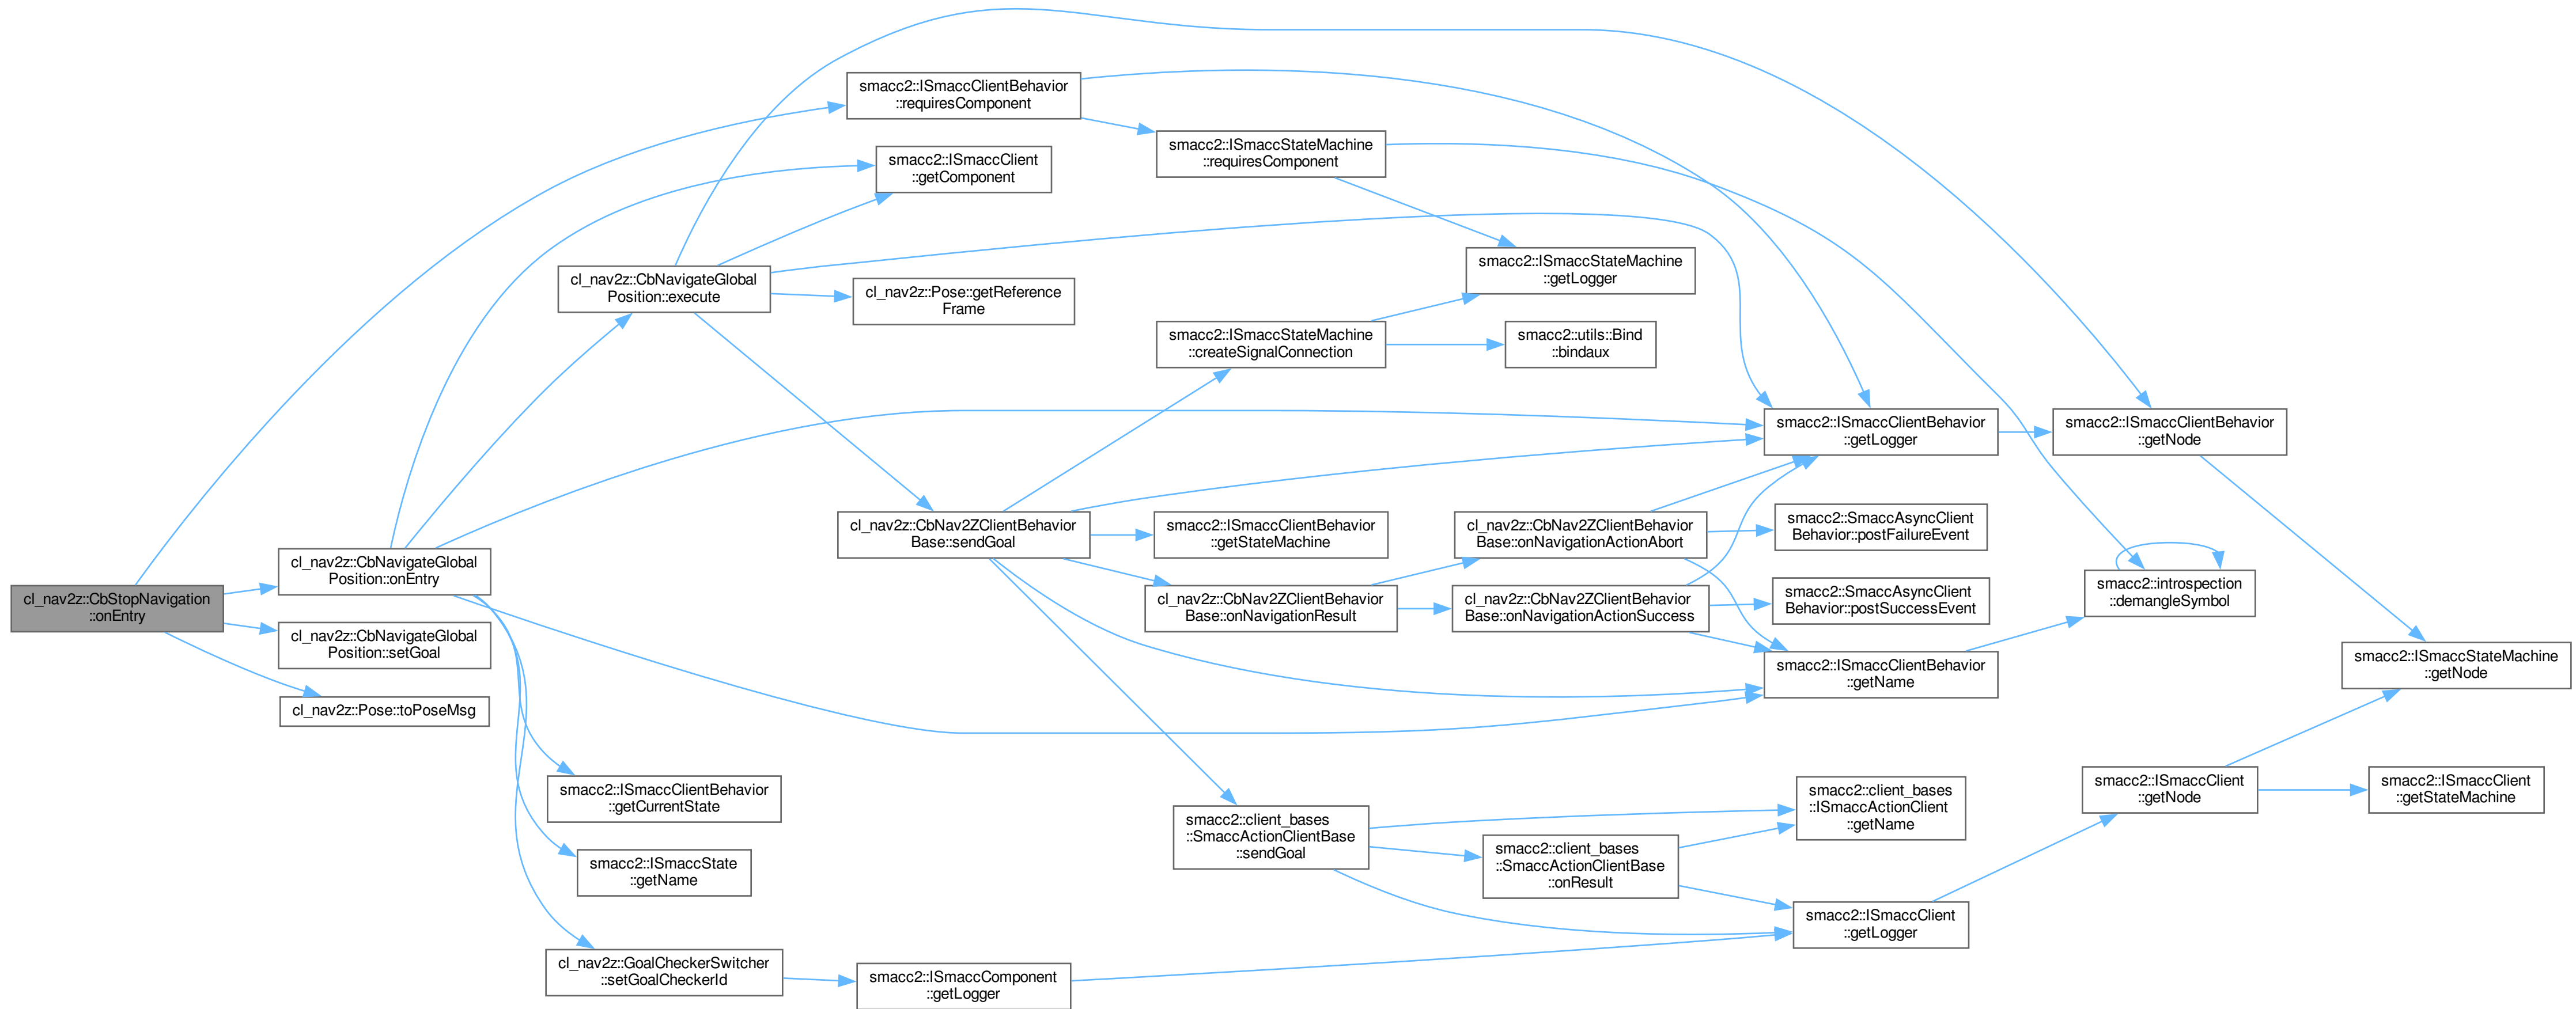 cl_nav2z::CbStopNavigation
::onEntry
smacc2::ISmaccClientBehavior
::requiresComponent
cl_nav2z::CbNavigateGlobal
Position::onEntry
cl_nav2z::CbNavigateGlobal
Position::setGoal
cl_nav2z::Pose::toPoseMsg
smacc2::ISmaccClient
::getComponent
cl_nav2z::CbNavigateGlobal
Position::execute
cl_nav2z::Pose::getReference
Frame
smacc2::ISmaccStateMachine
::requiresComponent
smacc2::ISmaccStateMachine
::getLogger
smacc2::ISmaccStateMachine
::createSignalConnection
smacc2::utils::Bind
::bindaux
smacc2::ISmaccClientBehavior
::getLogger
smacc2::ISmaccClientBehavior
::getNode
cl_nav2z::CbNav2ZClientBehavior
Base::sendGoal
smacc2::ISmaccClientBehavior
::getStateMachine
cl_nav2z::CbNav2ZClientBehavior
Base::onNavigationResult
cl_nav2z::CbNav2ZClientBehavior
Base::onNavigationActionAbort
cl_nav2z::CbNav2ZClientBehavior
Base::onNavigationActionSuccess
smacc2::SmaccAsyncClient
Behavior::postFailureEvent
smacc2::SmaccAsyncClient
Behavior::postSuccessEvent
smacc2::introspection
::demangleSymbol
smacc2::ISmaccClientBehavior
::getName
smacc2::ISmaccStateMachine
::getNode
smacc2::ISmaccClientBehavior
::getCurrentState
smacc2::ISmaccState
::getName
cl_nav2z::GoalCheckerSwitcher
::setGoalCheckerId
smacc2::ISmaccComponent
::getLogger
smacc2::client_bases
::SmaccActionClientBase
::sendGoal
smacc2::client_bases
::SmaccActionClientBase
::onResult
smacc2::client_bases
::ISmaccActionClient
::getName
smacc2::ISmaccClient
::getLogger
smacc2::ISmaccClient
::getNode
smacc2::ISmaccClient
::getStateMachine